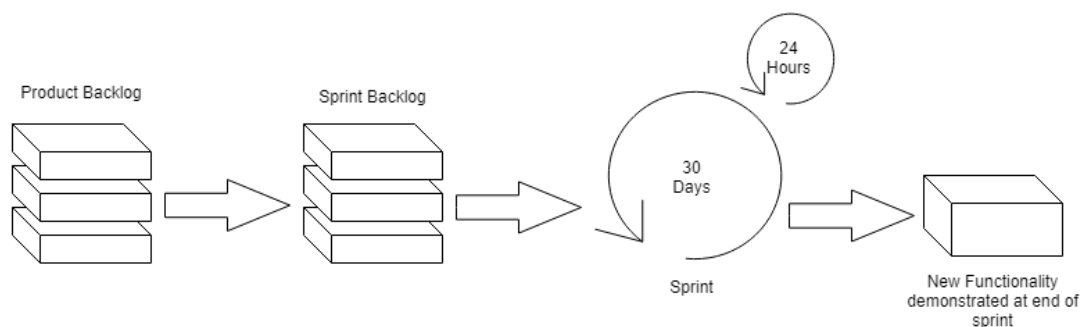 Product Backlog
Sprint Backlog
24
Hours
30
Days
Sprint
New Functionality
demonstrated at end of
sprint